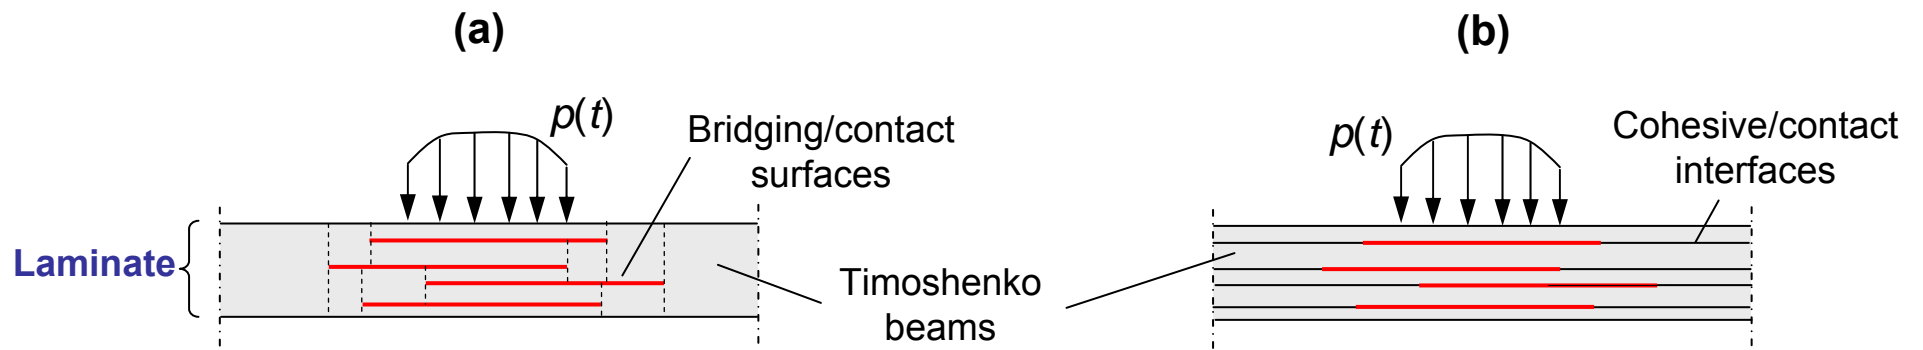 (a)
(b)
p(t)
Bridging/contact
surfaces
p(t)
Cohesive/contact
interfaces
Laminate
Timoshenko
beams